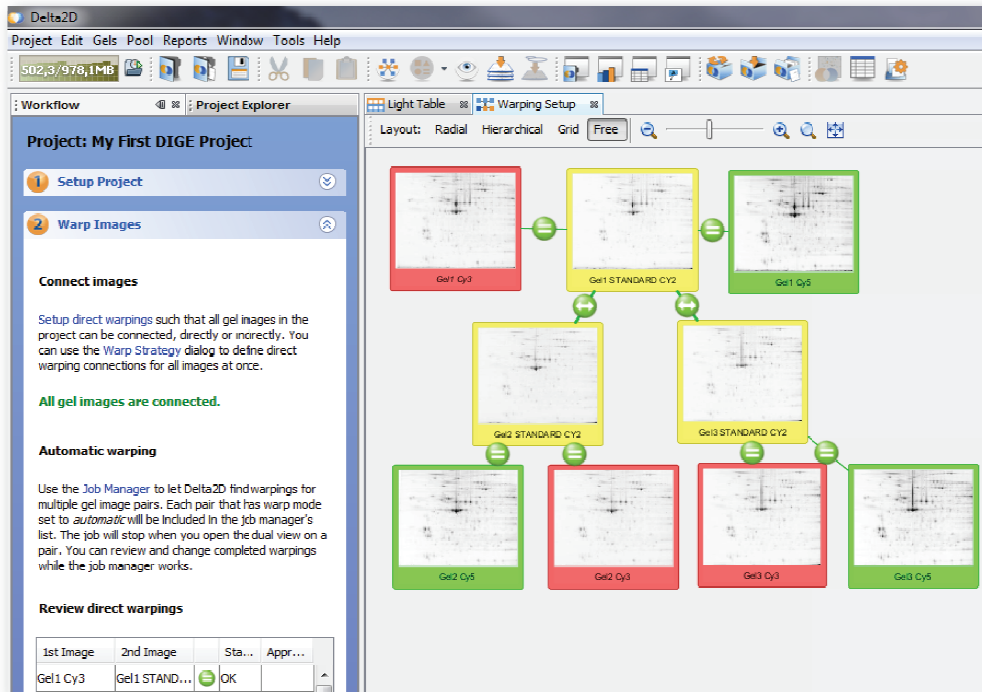 Delta2D
Project Edit Gels Pool Reports Window Tools Help
502,3/978,1MB
Workflow
Project Explorer
Light Table
Warping Setup
Layout: Radial Hierarchical Grid Free
Project: My First DIGE Project
1 Setup Project
2 Warp Images
Connect images
Setup direct warpings such that all gel images in the
project can be connected, directly or indirectly. You
can use the Warp Strategy dialog to define direct
warping connections for all images at once.
All gel images are connected.
Automatic warping
Use the Job Manager to let Delta2D find warpings for
multiple gel image pairs. Each pair that has warp mode
set to automatic will be included in the job manager's
list. The job will stop when you open the dual view on a
pair. You can review and change completed warpings
while the job manager works.
Review direct warpings
1st Image 2nd Image Sta... Appr...
Gel1 Cy3 Gel1 STAND... OK
Gel1 Cy3
Gel1 STANDARD CY2
Gel1 Cy5
Gel2 STANDARD CY2
Gel3 STANDARD CY2
Gel2 Cy5
Gel2 Cy3
Gel3 Cy3
Gel3 Cy5